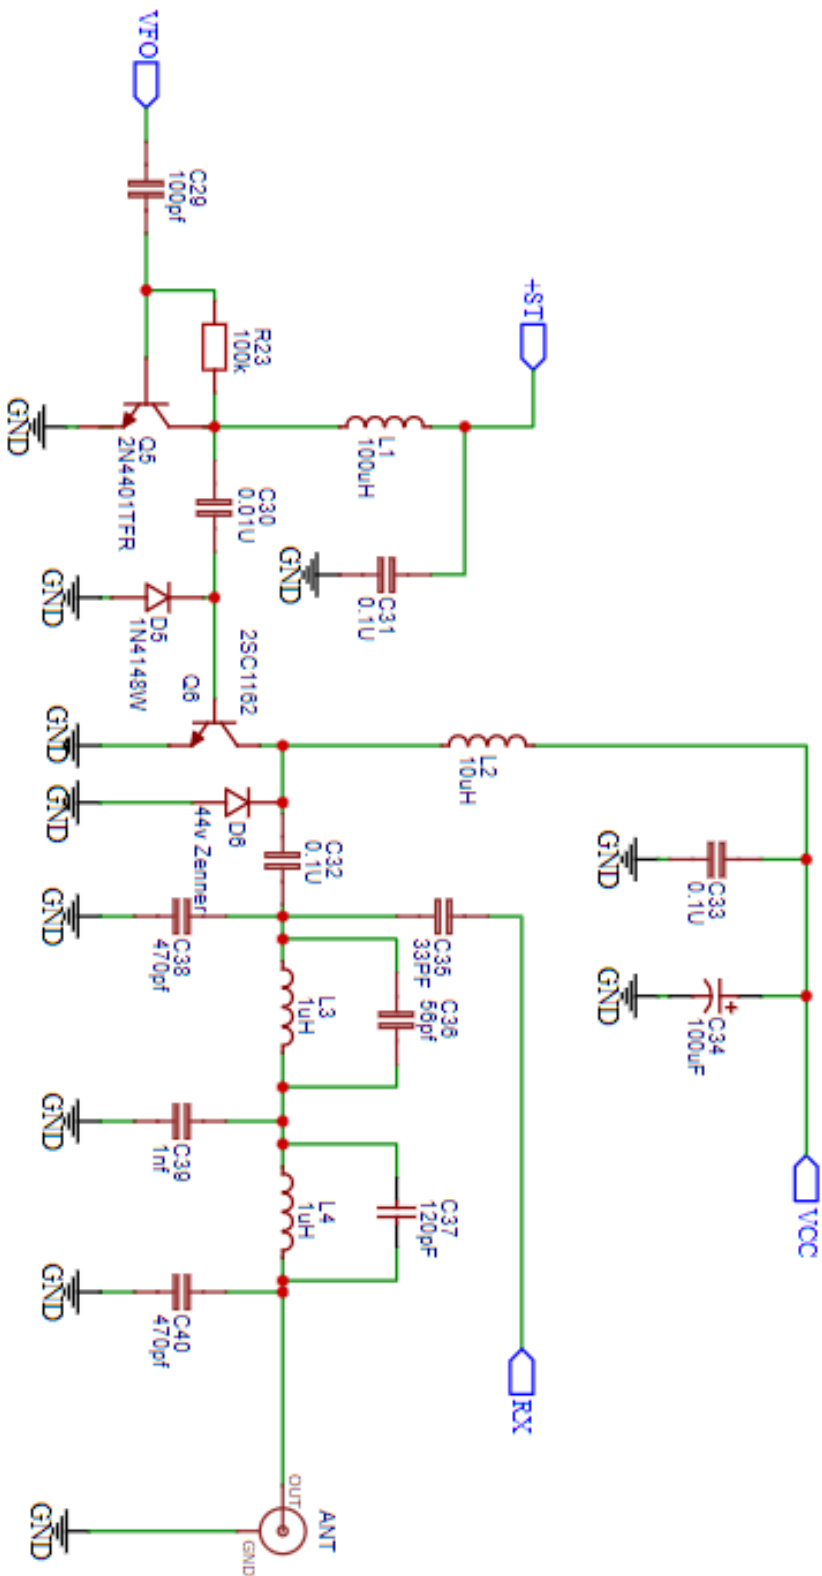 VCC
C33
0.1U
C34
100uF
GND
GND
+ST
RX
L2
10uH
C35
33PF
C36
56pf
C37
120pF
L1
100uH
C31
0.1U
GND
ANT
OUT
GND
L3
1uH
L4
1uH
C32
0.1U
R23
100k
C30
0.01U
2SC1162
Q6
D6
44v Zenner
VFO
C29
100pf
Q5
2N4401TFR
D5
1N4148W
C38
470pf
C39
1nf
C40
470pf
GND
GND
GND
GND
GND
GND
GND
GND